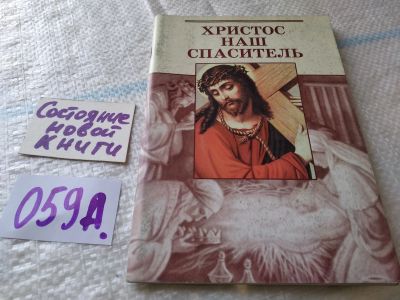 ХРИСТОС
НАШ
СПАСИТЕЛЬ
Состояние
новой
Книги
059Д.